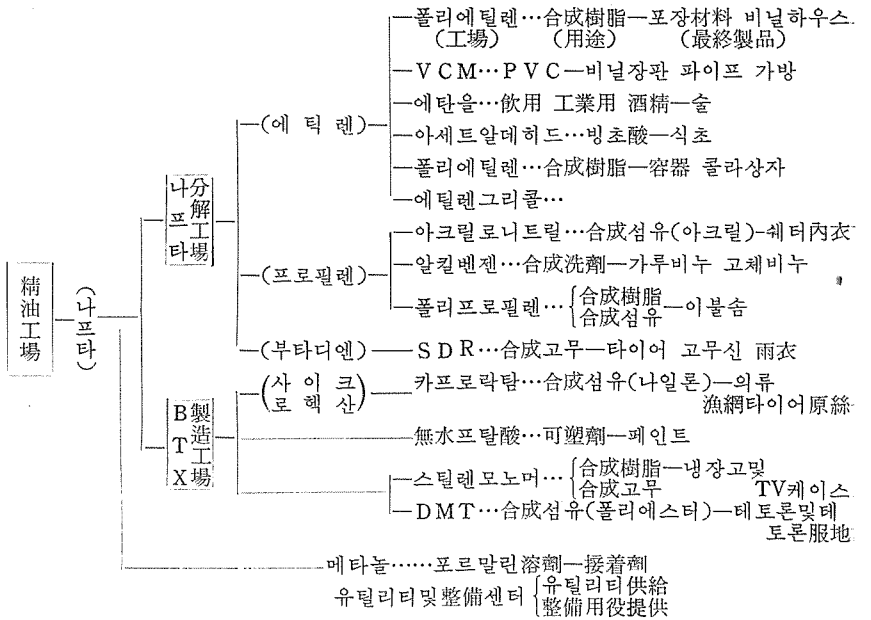 폴리에틸렌…合成樹脂―포장材料 비닐하우스
(工場) (用途) (最終製品)
VCM…PVC―비닐장판 파이프 가방
에탄올…飮用 工業用 酒精―술
아세트알데히드…빙초酸―식초
폴리에틸렌…合成樹脂―容器 콜라상자
에틸렌그리콜…
(에틱렌)
아크릴로니트릴…合成섬유(아크릴)-쉐터內衣
알킬벤젠…合成洗劑―가루비누 고체비누
폴리프로필렌…{合成樹脂 合成섬유―이불솜
(프로필렌)
(부타디엔)―SDR…合成고무―타이어 고무신 雨衣
나프타 分解工場
精油工場
(나프타)
BTX 製造工場
(사이크로헥산)
카프로락탐…合成섬유(나일론)―의류
漁網타이어原絲
無水프탈酸…可塑劑―페인트
스틸렌모노머…{合成樹脂 合成고무―냉장고및
TV케이스
DMT…合成섬유(폴리에스터)―테토론및테
토론服地
메타놀……포르말린溶劑―接着劑
유틸리티및整備센터{유틸리티供給
整備用役提供